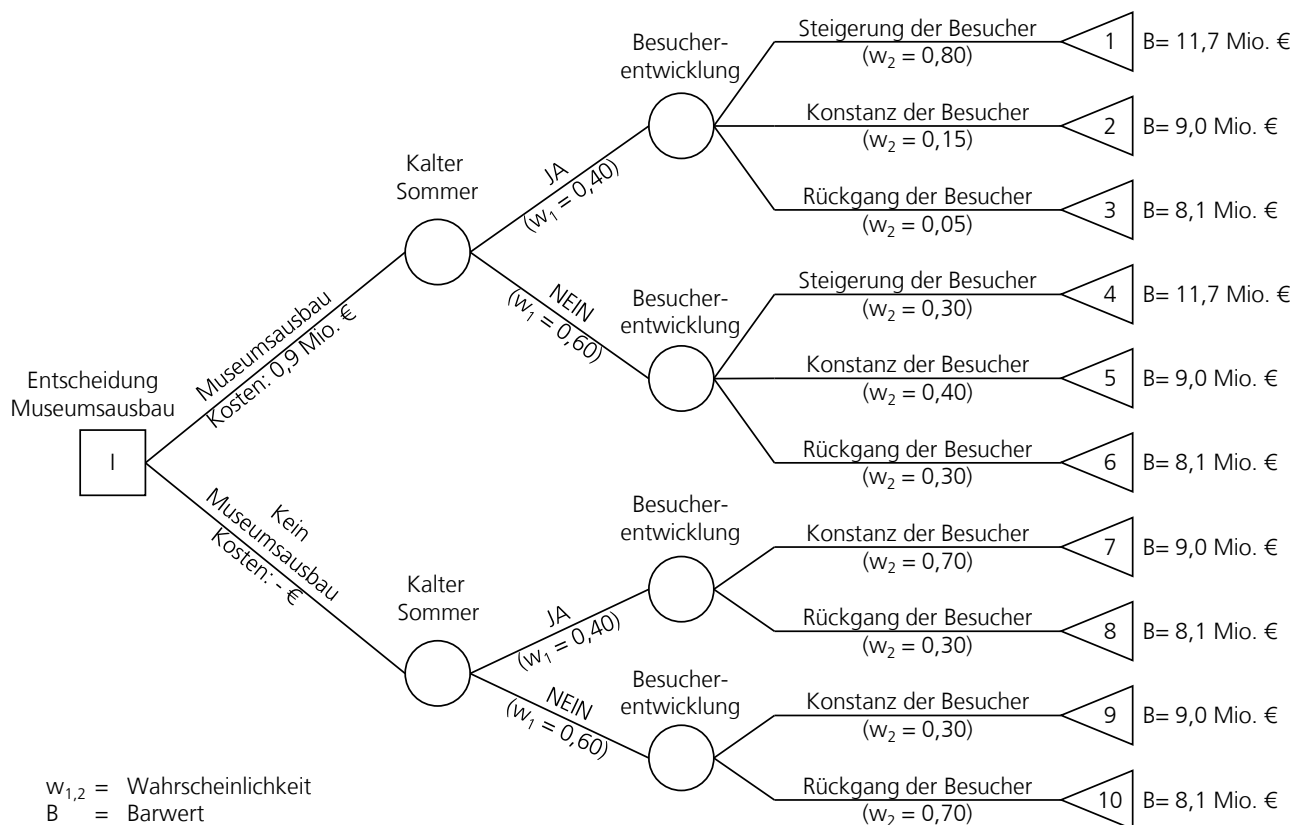 Entscheidung
Museumsausbau
I
Museumsausbau
Kosten: 0,9 Mio. €
Kein
Museumsausbau
Kosten: - €
Kalter
Sommer
JA
(w₁ = 0,40)
NEIN
(w₁ = 0,60)
Besucher-
entwicklung
Steigerung der Besucher
(w₂ = 0,80)
1 B= 11,7 Mio. €
Konstanz der Besucher
(w₂ = 0,15)
2 B= 9,0 Mio. €
Rückgang der Besucher
(w₂ = 0,05)
3 B= 8,1 Mio. €
Besucher-
entwicklung
Steigerung der Besucher
(w₂ = 0,30)
4 B= 11,7 Mio. €
Konstanz der Besucher
(w₂ = 0,40)
5 B= 9,0 Mio. €
Rückgang der Besucher
(w₂ = 0,30)
6 B= 8,1 Mio. €
Kalter
Sommer
JA
(w₁ = 0,40)
NEIN
(w₁ = 0,60)
Besucher-
entwicklung
Konstanz der Besucher
(w₂ = 0,70)
7 B= 9,0 Mio. €
Rückgang der Besucher
(w₂ = 0,30)
8 B= 8,1 Mio. €
Besucher-
entwicklung
Konstanz der Besucher
(w₂ = 0,30)
9 B= 9,0 Mio. €
Rückgang der Besucher
(w₂ = 0,70)
10 B= 8,1 Mio. €
w₁,₂ = Wahrscheinlichkeit
B = Barwert